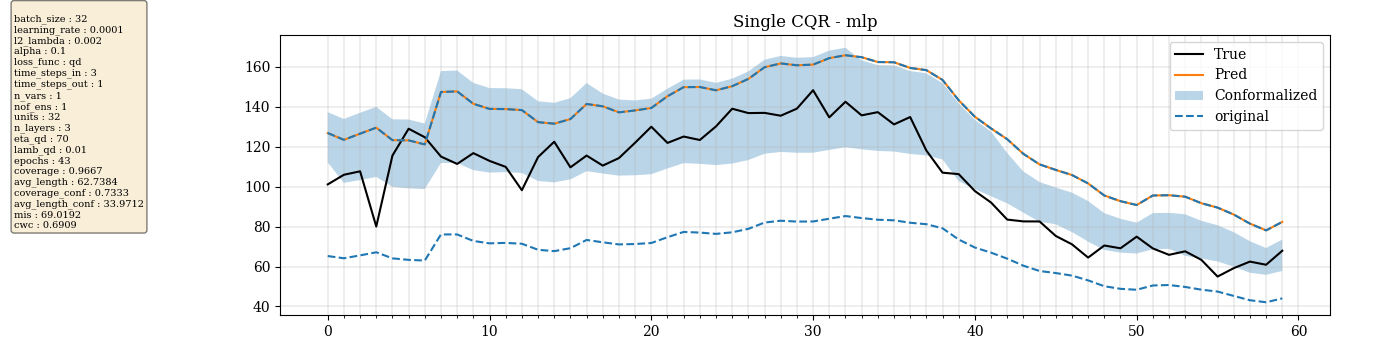 batch_size : 32
learning_rate : 0.0001
l2_lambda : 0.002
alpha : 0.1
loss_func : qd
time_steps_in : 3
time_steps_out : 1
n_vars : 1
nof_ens : 1
units : 32
n_layers : 3
eta_qd : 70
lamb_qd : 0.01
epochs : 43
coverage : 0.9667
avg_length : 62.7384
coverage_conf : 0.7333
avg_length_conf : 33.9712
mis : 69.0192
cwc : 0.6909
Single CQR - mlp
True
Pred
Conformalized
original
160
140
120
100
80
60
40
0 10 20 30 40 50 60